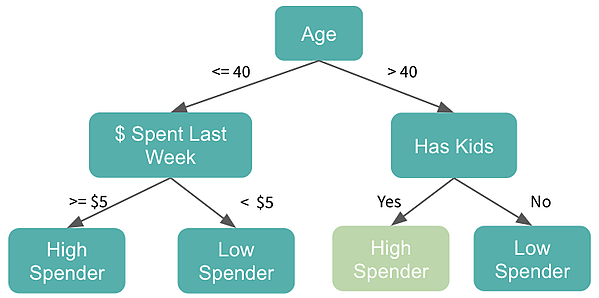 Age
<= 40
> 40
$ Spent Last
Week
Has Kids
>= $5
< $5
Yes
No
High
Spender
Low
Spender
High
Spender
Low
Spender